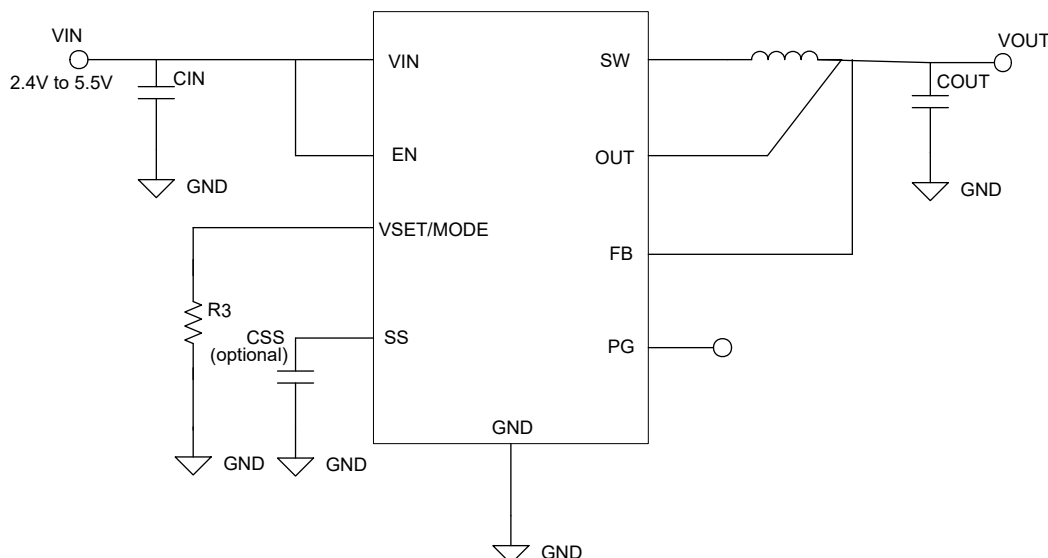 VIN
VOUT
VIN
SW
2.4V to 5.5V
CIN
COUT
EN
OUT
GND
GND
VSET/MODE
FB
R3
CSS
(optional)
SS
PG
GND
GND
GND
GND